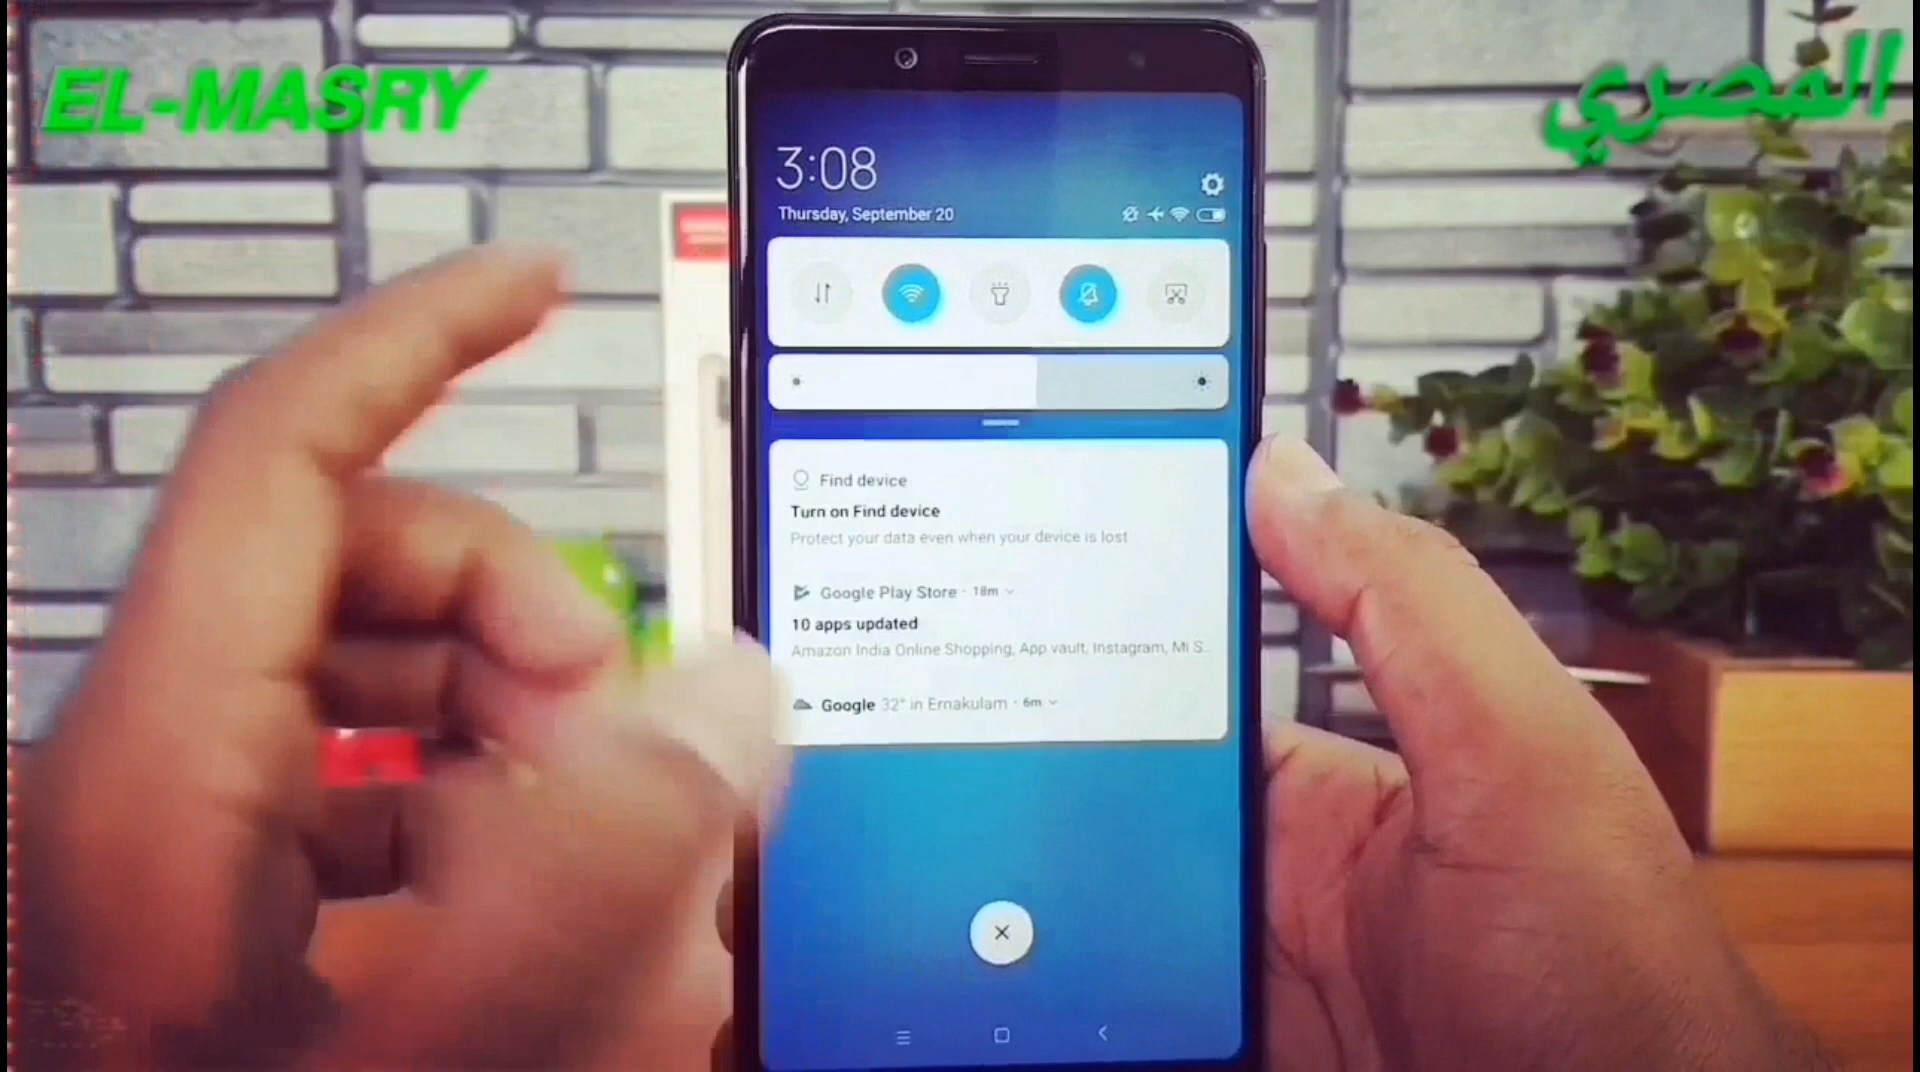 EL-MASRY
المصري
3:08
Thursday, September 20
Find device
Turn on Find device
Protect your data even when your device is lost
Google Play Store · 18m
10 apps updated
Amazon India Online Shopping, App vault, Instagram, Mi S..
Google 32° in Ernakulam · 6m